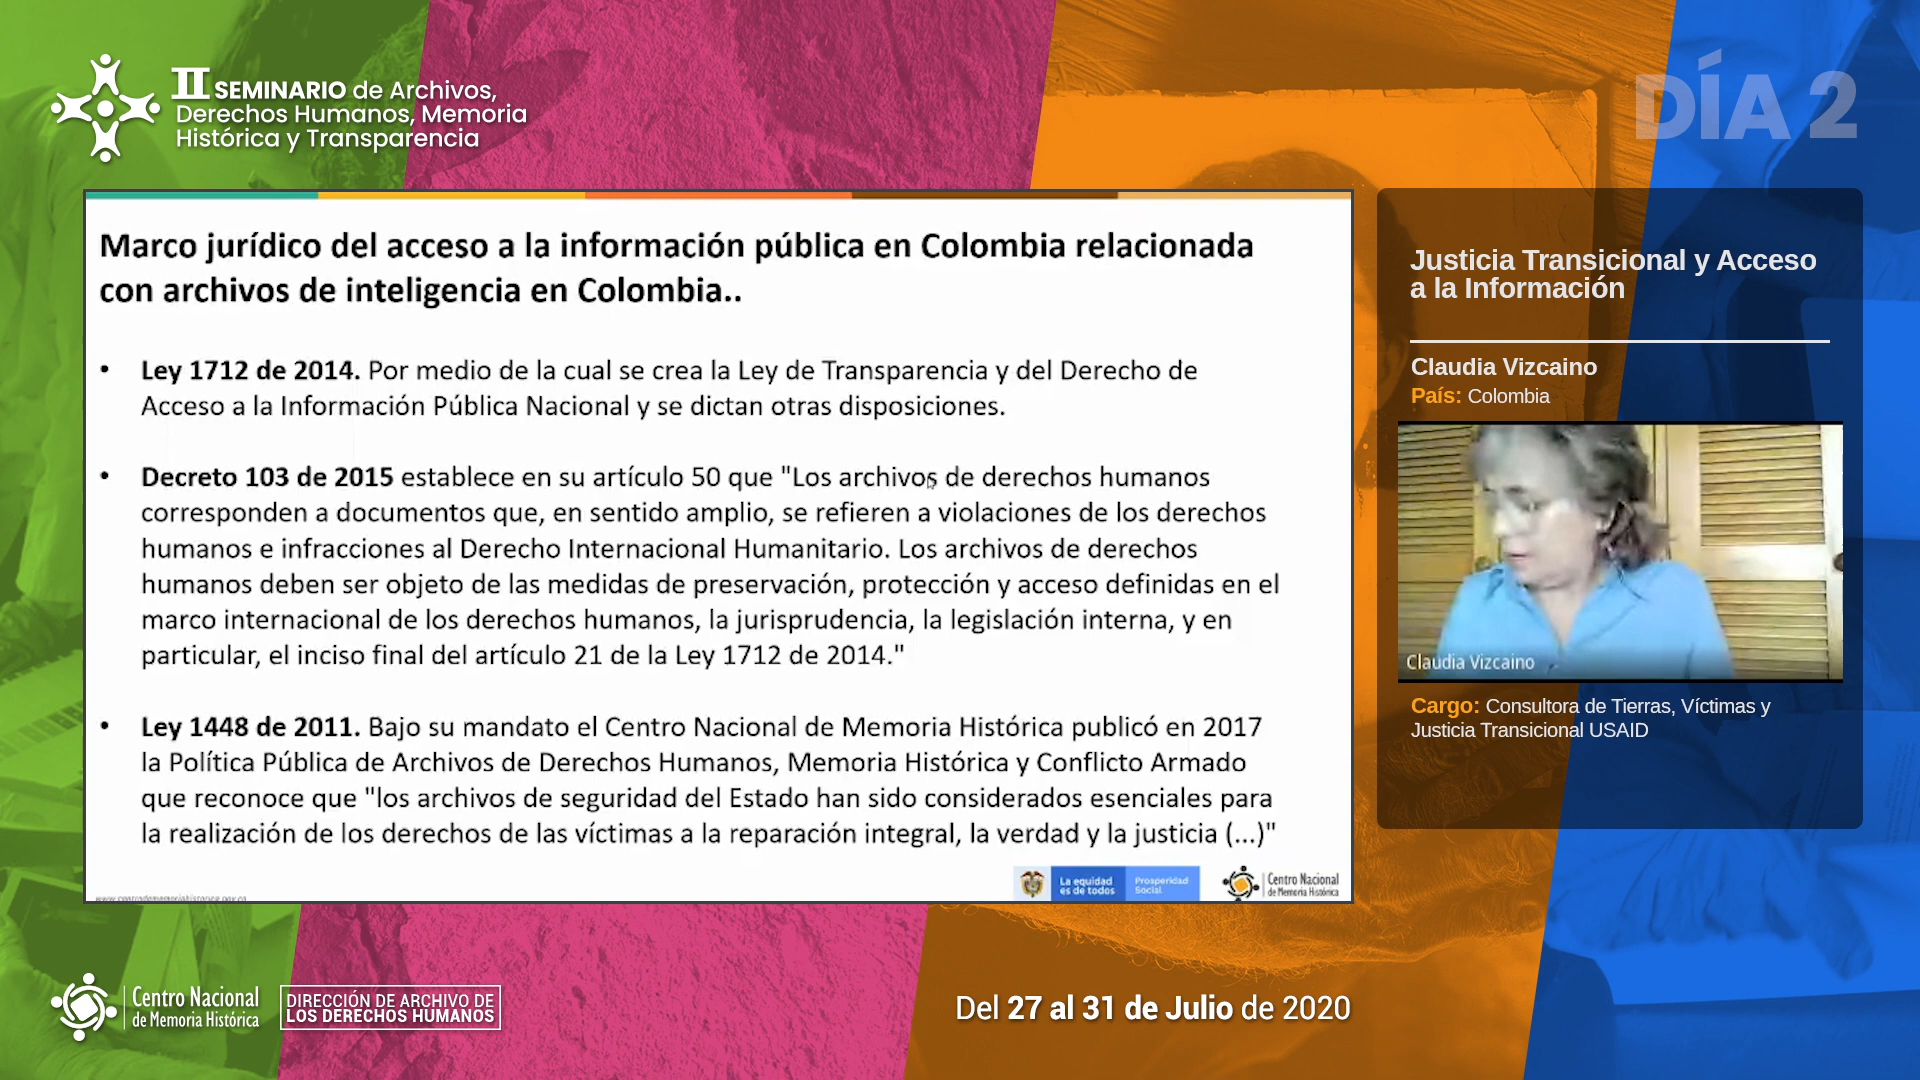 II SEMINARIO de Archivos,
Derechos Humanos, Memoria
Histórica y Transparencia
DÍA 2
Marco jurídico del acceso a la información pública en Colombia relacionada
con archivos de inteligencia en Colombia..
• Ley 1712 de 2014. Por medio de la cual se crea la Ley de Transparencia y del Derecho de
Acceso a la Información Pública Nacional y se dictan otras disposiciones.
• Decreto 103 de 2015 establece en su artículo 50 que "Los archivos de derechos humanos
corresponden a documentos que, en sentido amplio, se refieren a violaciones de los derechos
humanos e infracciones al Derecho Internacional Humanitario. Los archivos de derechos
humanos deben ser objeto de las medidas de preservación, protección y acceso definidas en el
marco internacional de los derechos humanos, la jurisprudencia, la legislación interna, y en
particular, el inciso final del artículo 21 de la Ley 1712 de 2014."
• Ley 1448 de 2011. Bajo su mandato el Centro Nacional de Memoria Histórica publicó en 2017
la Política Pública de Archivos de Derechos Humanos, Memoria Histórica y Conflicto Armado
que reconoce que "los archivos de seguridad del Estado han sido considerados esenciales para
la realización de los derechos de las víctimas a la reparación integral, la verdad y la justicia (...)"
www.centrodememoriahistorica.gov.co
La equidad
es de todos
Prosperidad
Social
Centro Nacional
de Memoria Histórica
Justicia Transicional y Acceso
a la Información
Claudia Vizcaino
País: Colombia
Claudia Vizcaino
Cargo: Consultora de Tierras, Víctimas y
Justicia Transicional USAID
Centro Nacional
de Memoria Histórica
DIRECCIÓN DE ARCHIVO DE
LOS DERECHOS HUMANOS
Del 27 al 31 de Julio de 2020